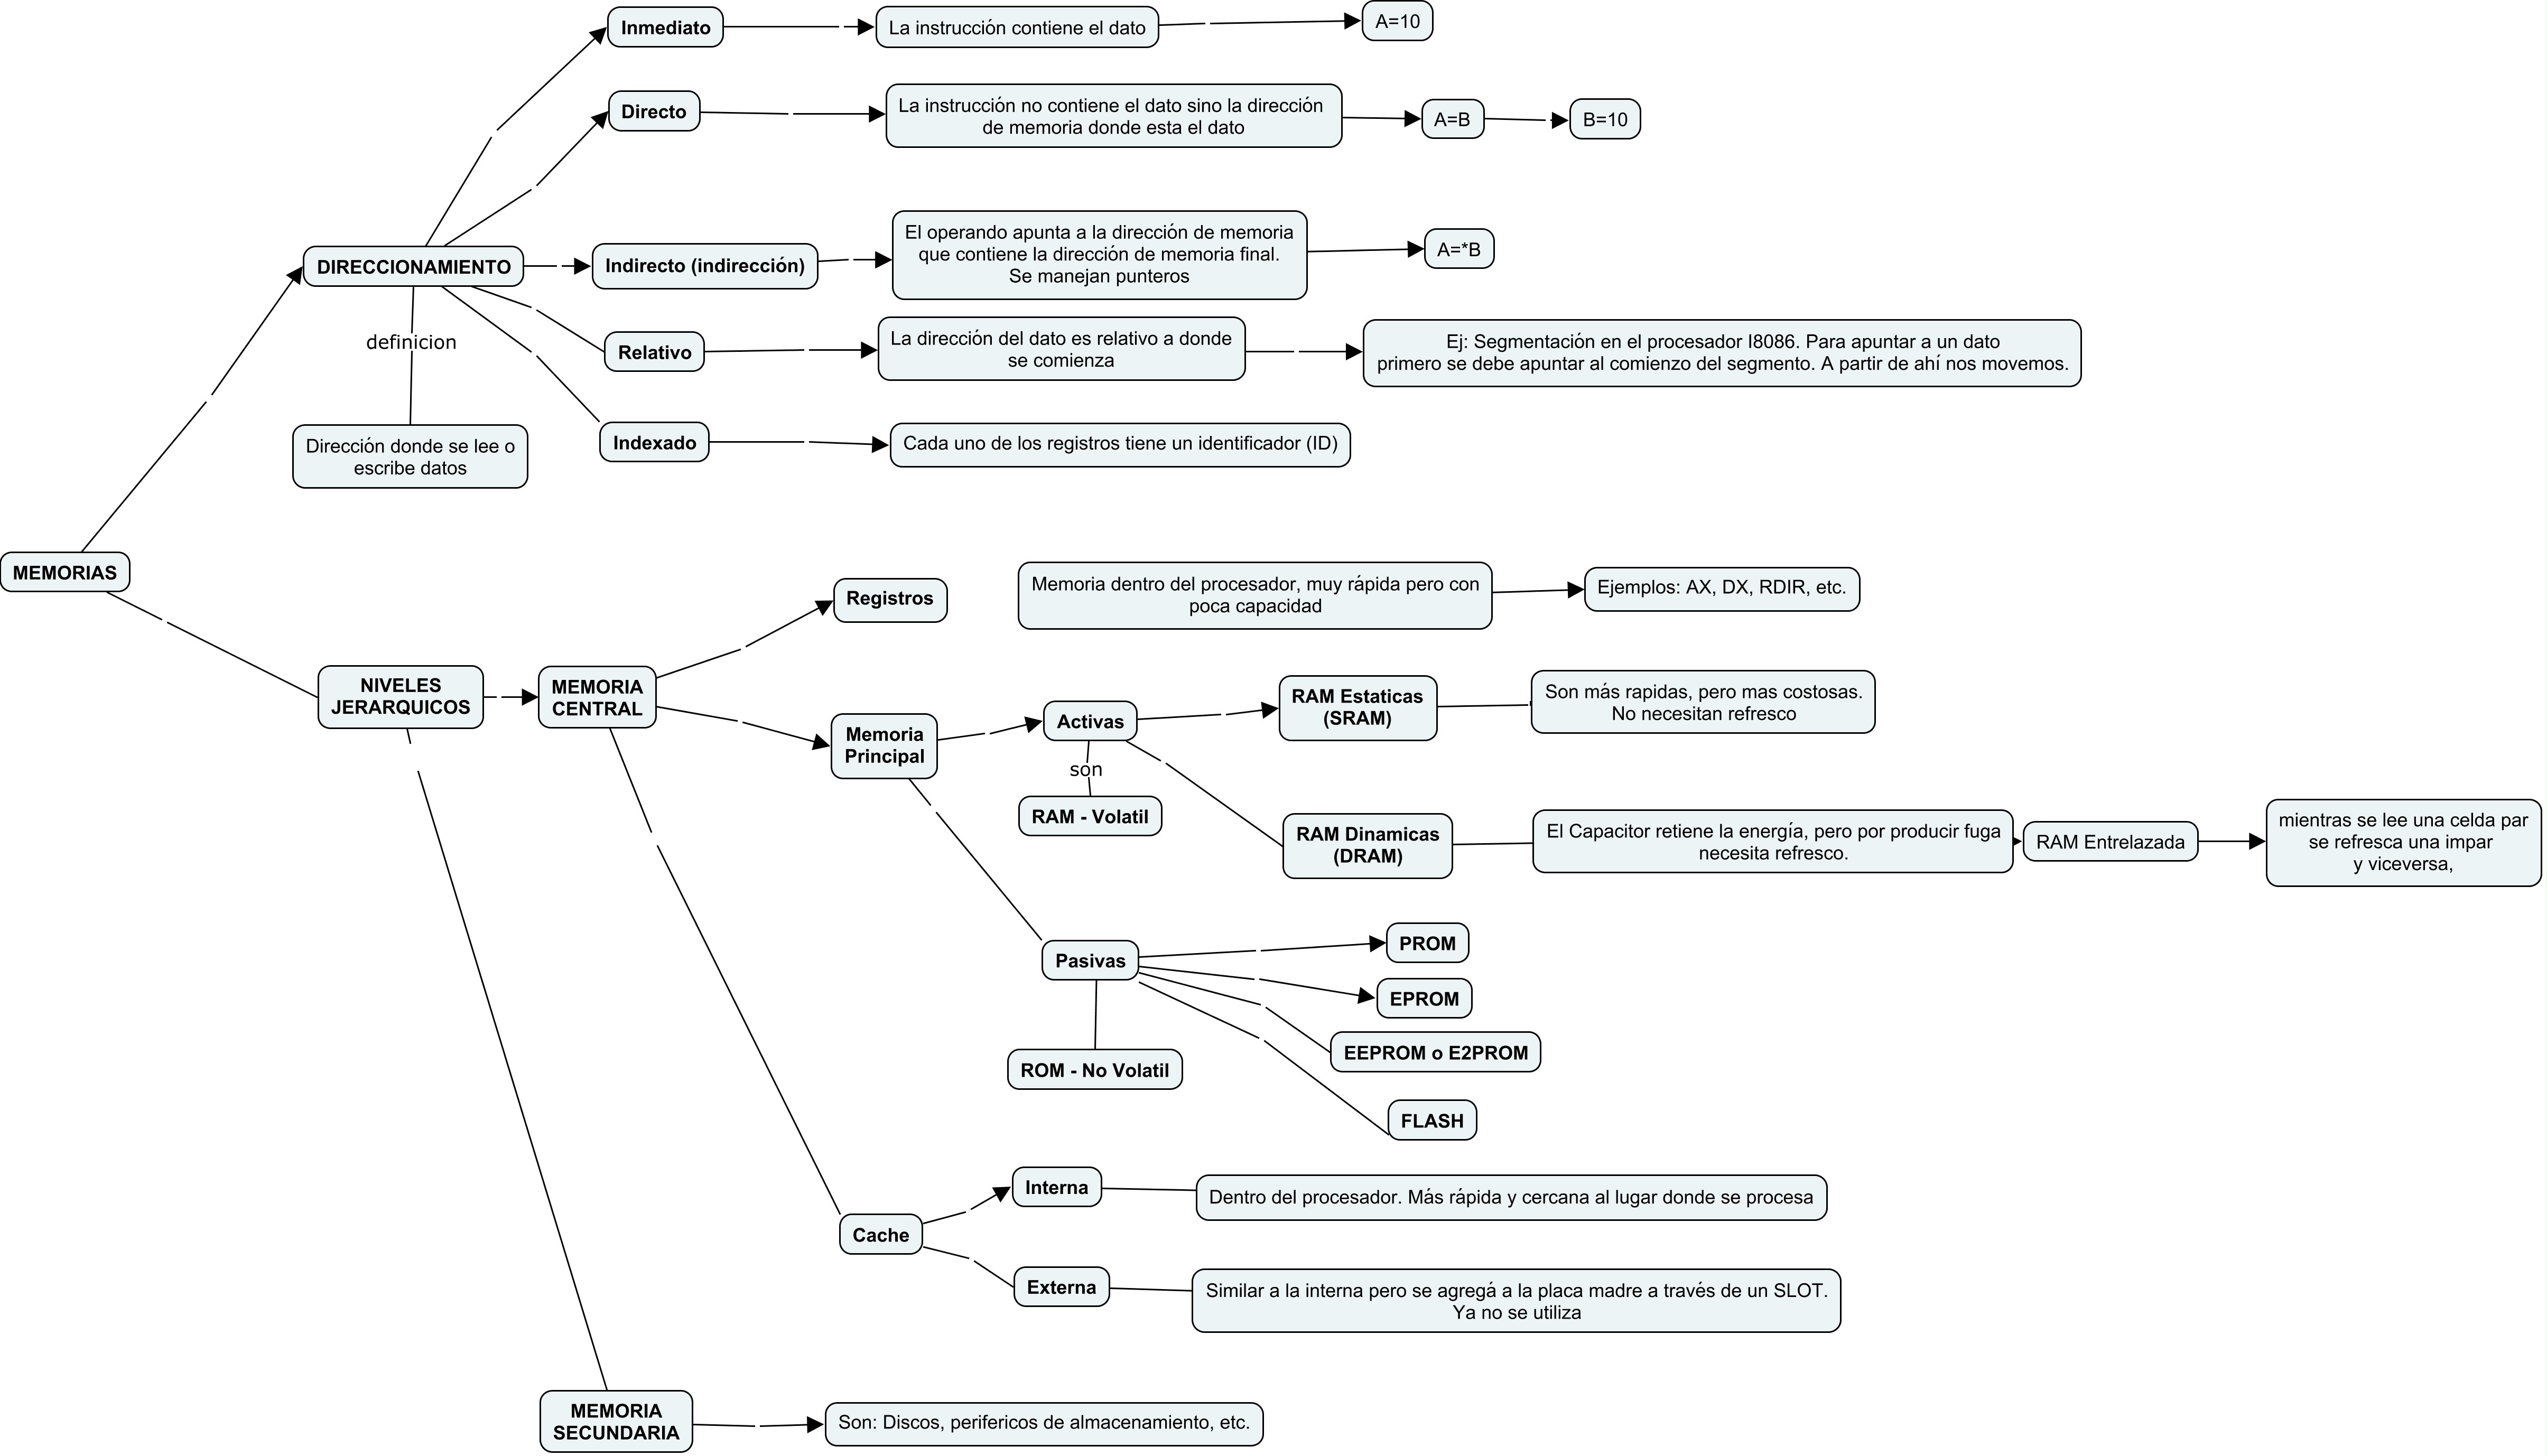 Inmediato
La instrucción contiene el dato
A=10
Directo
La instrucción no contiene el dato sino la dirección
de memoria donde esta el dato
A=B
B=10
DIRECCIONAMIENTO
Indirecto (indirección)
El operando apunta a la dirección de memoria
que contiene la dirección de memoria final.
Se manejan punteros
A=*B
definicion
Relativo
La dirección del dato es relativo a donde
se comienza
Ej: Segmentación en el procesador I8086. Para apuntar a un dato
primero se debe apuntar al comienzo del segmento. A partir de ahí nos movemos.
Dirección donde se lee o
escribe datos
Indexado
Cada uno de los registros tiene un identificador (ID)
MEMORIAS
Registros
Memoria dentro del procesador, muy rápida pero con
poca capacidad
Ejemplos: AX, DX, RDIR, etc.
NIVELES
JERARQUICOS
MEMORIA
CENTRAL
Memoria
Principal
Activas
RAM Estaticas
(SRAM)
Son más rapidas, pero mas costosas.
No necesitan refresco
son
RAM - Volatil
RAM Dinamicas
(DRAM)
El Capacitor retiene la energía, pero por producir fuga
necesita refresco.
RAM Entrelazada
mientras se lee una celda par
se refresca una impar
y viceversa,
Pasivas
PROM
EPROM
EEPROM o E2PROM
FLASH
ROM - No Volatil
Cache
Interna
Dentro del procesador. Más rápida y cercana al lugar donde se procesa
Externa
Similar a la interna pero se agregá a la placa madre a través de un SLOT.
Ya no se utiliza
MEMORIA
SECUNDARIA
Son: Discos, perifericos de almacenamiento, etc.